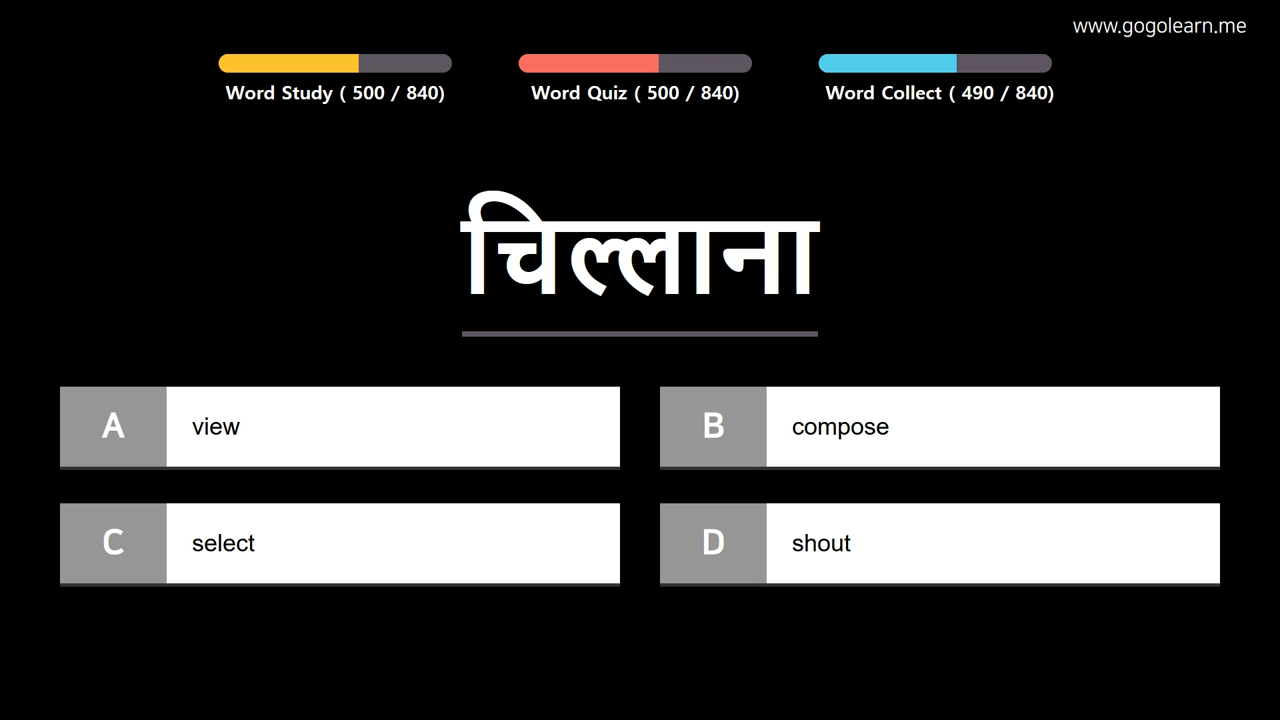 www.gogolearn.me
Word Study ( 500 / 840)
Word Quiz ( 500 / 840)
Word Collect ( 490 / 840)
चिल्लाना
A view
B compose
C select
D shout